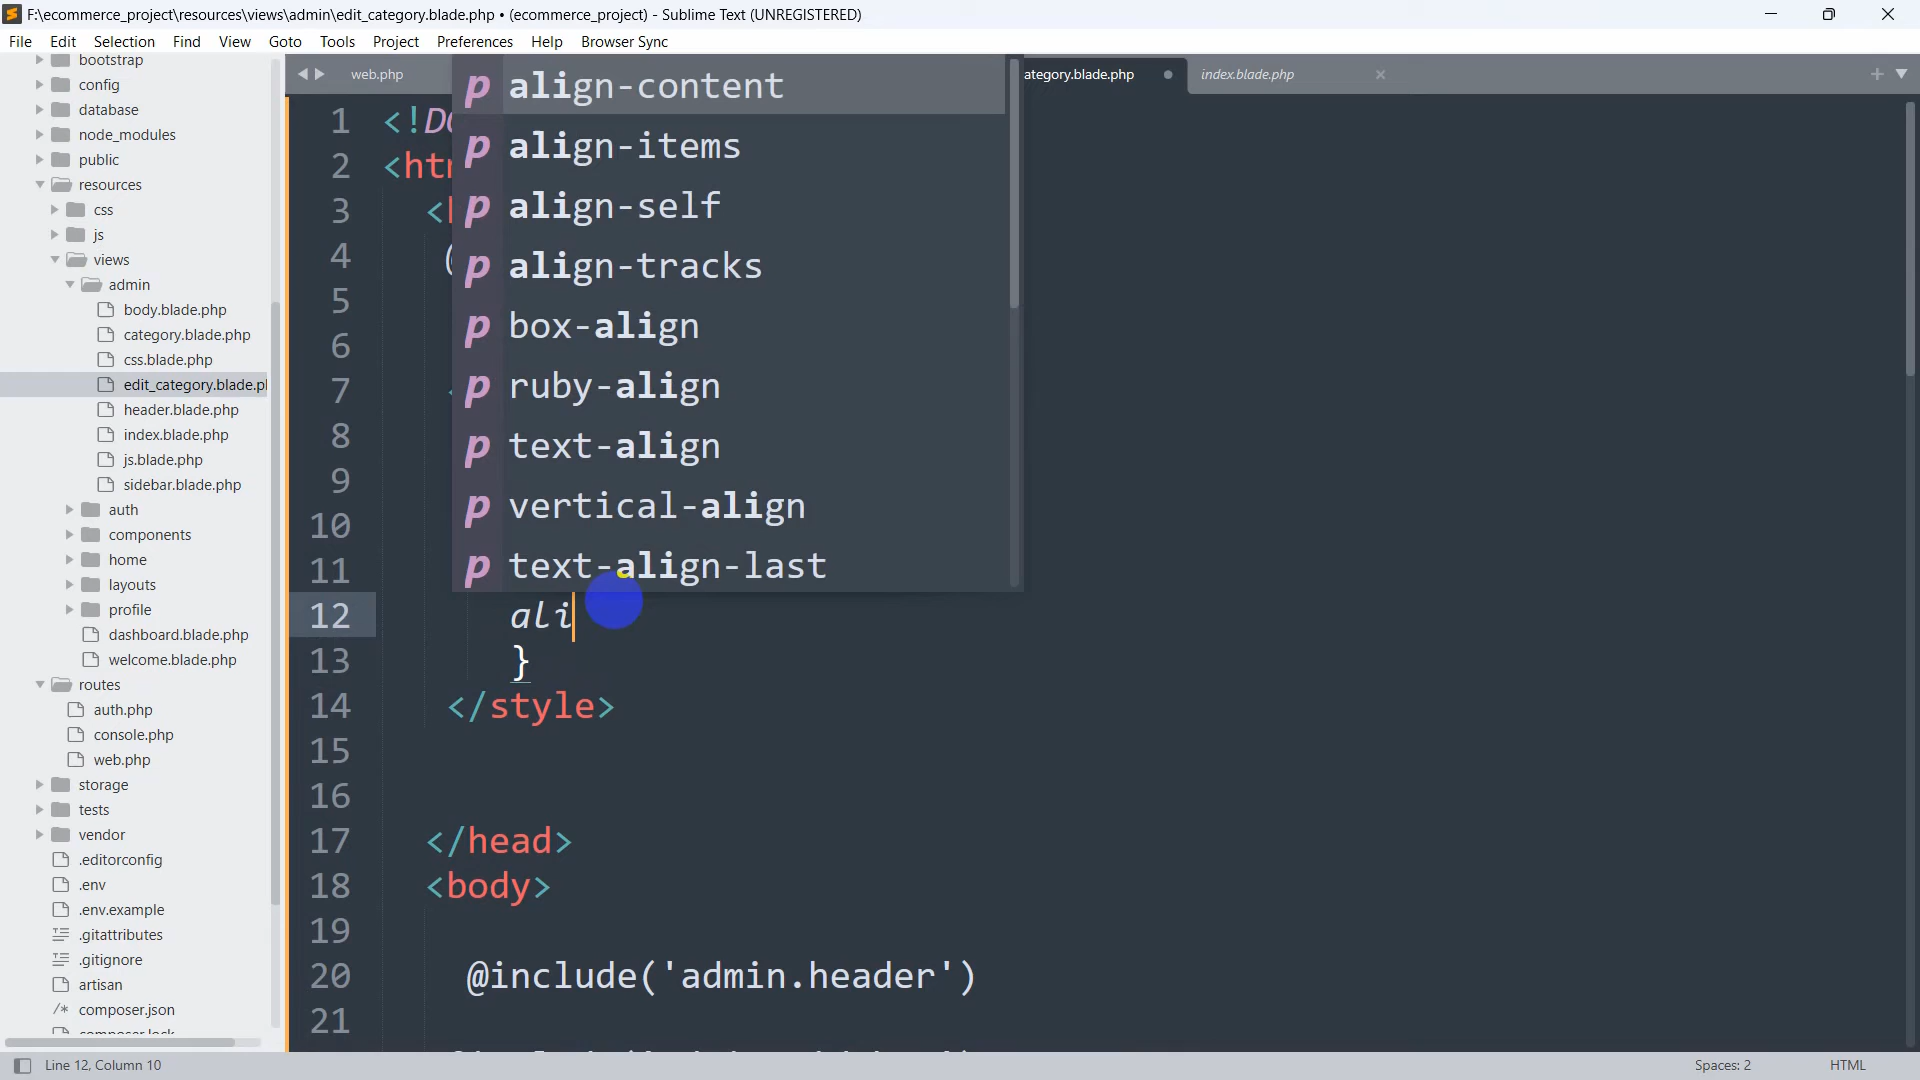 F:\ecommerce_project\resources\views\admin\edit_category.blade.php • (ecommerce_project) - Sublime Text (UNREGISTERED)
File Edit Selection Find View Goto Tools Project Preferences Help Browser Sync
web.php
ategory.blade.php
index.blade.php
bootstrap
config
database
node_modules
public
resources
css
js
views
admin
body.blade.php
category.blade.php
css.blade.php
edit_category.blade.p
header.blade.php
index.blade.php
js.blade.php
sidebar.blade.php
auth
components
home
layouts
profile
dashboard.blade.php
welcome.blade.php
routes
auth.php
console.php
web.php
storage
tests
vendor
.editorconfig
.env
.env.example
.gitattributes
.gitignore
artisan
composer.json
composer.lock
1 <!DO
2 <htm
3 <
4
5
6
7
8
9
10
11
12 ali
13 }
14 </style>
15
16
17 </head>
18 <body>
19
20 @include('admin.header')
21
p align-content
p align-items
p align-self
p align-tracks
p box-align
p ruby-align
p text-align
p vertical-align
p text-align-last
Line 12, Column 10
Spaces: 2
HTML